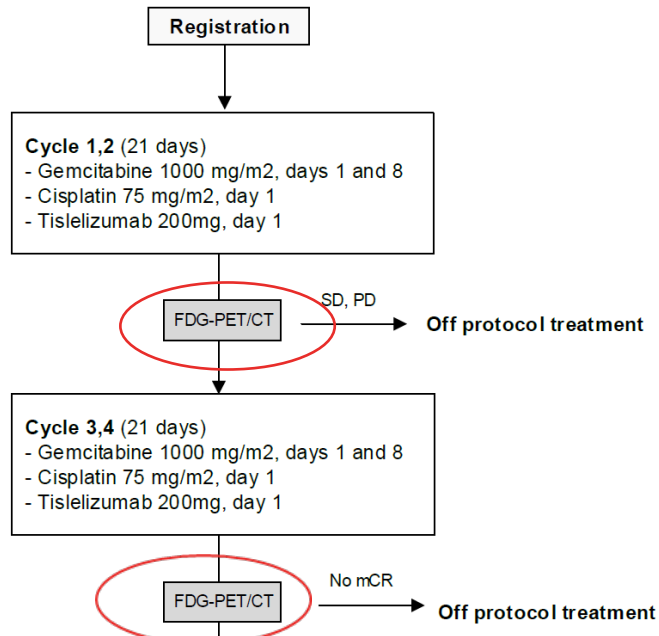 Registration
Cycle 1,2 (21 days)
- Gemcitabine 1000 mg/m2, days 1 and 8
- Cisplatin 75 mg/m2, day 1
- Tislelizumab 200mg, day 1
FDG-PET/CT
SD, PD
Off protocol treatment
Cycle 3,4 (21 days)
- Gemcitabine 1000 mg/m2, days 1 and 8
- Cisplatin 75 mg/m2, day 1
- Tislelizumab 200mg, day 1
FDG-PET/CT
No mCR
Off protocol treatment